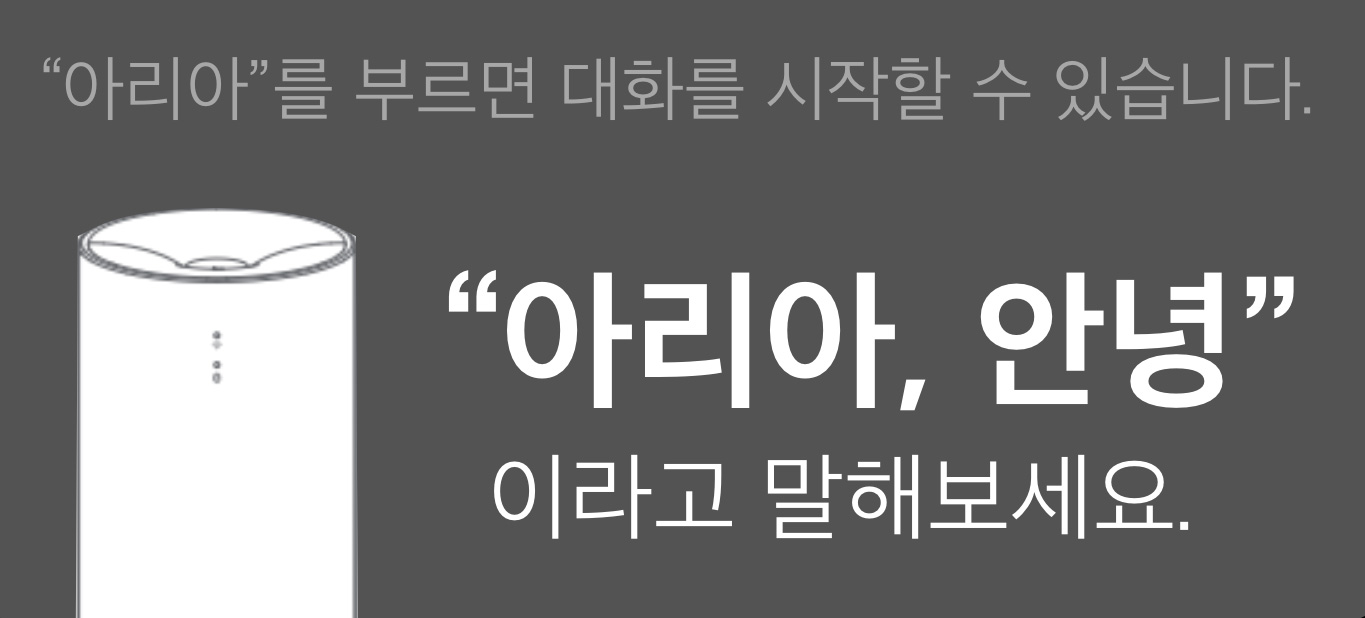 “아리아”를 부르면 대화를 시작할 수 있습니다.
“아리아, 안녕”
이라고 말해보세요.